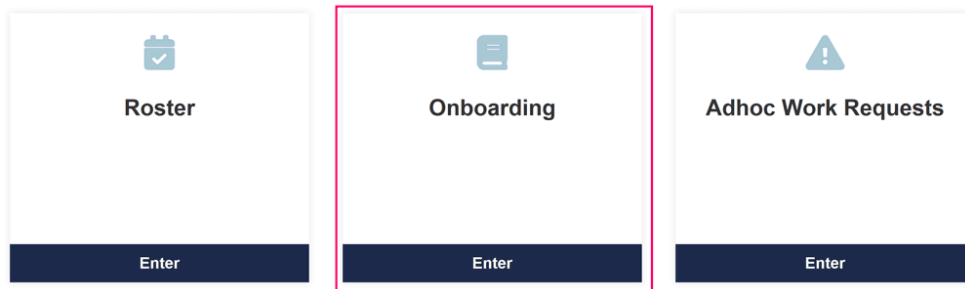 Roster
Onboarding
Adhoc Work Requests
Enter
Enter
Enter